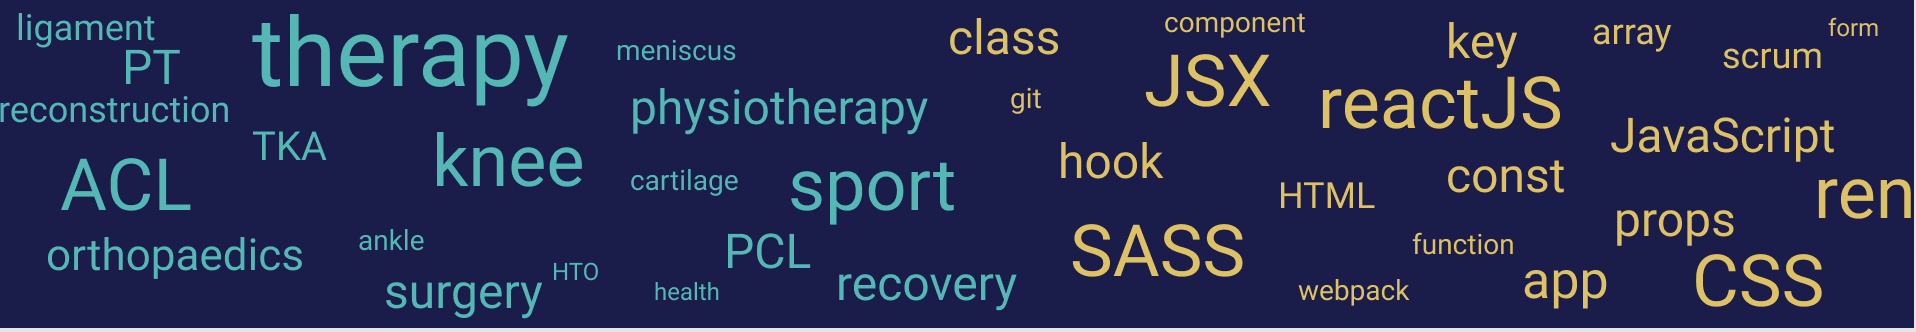 ligament
PT
reconstruction
therapy
TKA
ACL
knee
orthopaedics
ankle
surgery
HTO
meniscus
physiotherapy
cartilage
sport
PCL
health
recovery
class
component
git
JSX
key
reactJS
array
scrum
form
hook
JavaScript
HTML
const
ren
props
SASS
function
webpack
app
CSS